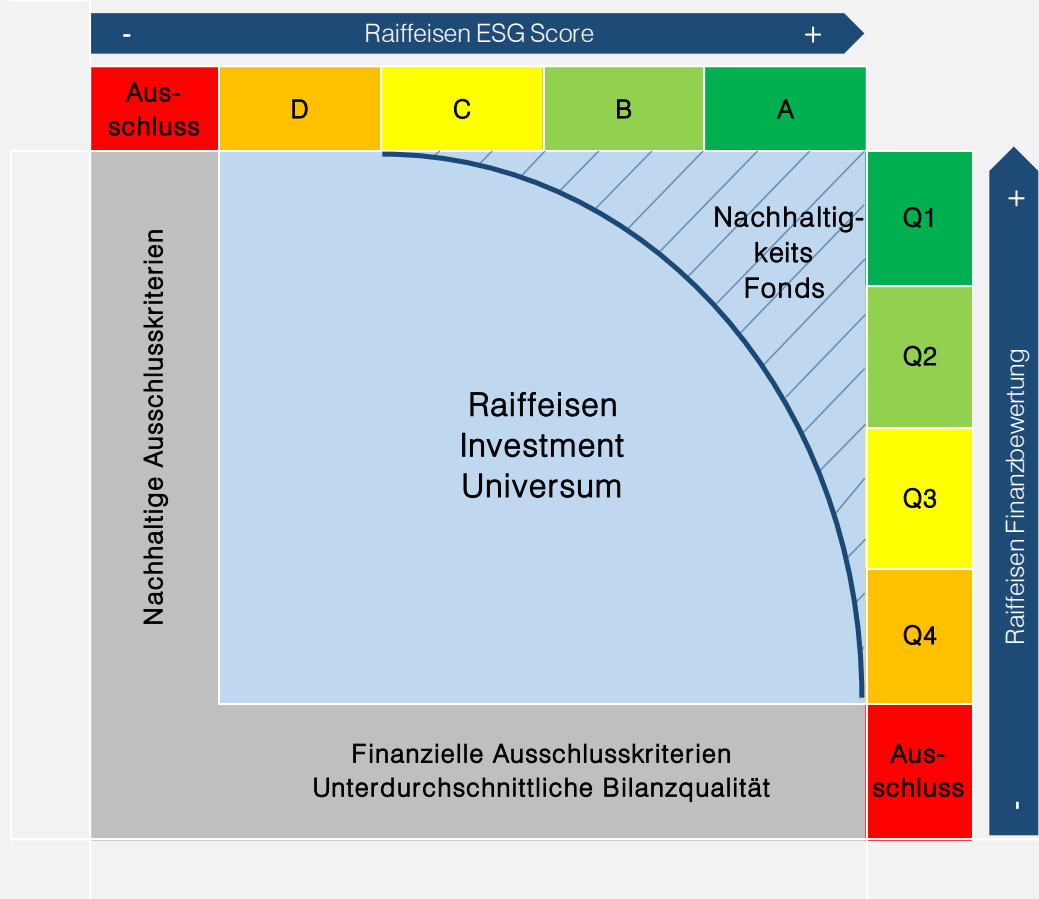 - Raiffeisen ESG Score +
Aus-
schluss
D
C
B
A
Nachhaltig-
keits
Fonds
Raiffeisen
Investment
Universum
Nachhaltige Ausschlusskriterien
Finanzielle Ausschlusskriterien
Unterdurchschnittliche Bilanzqualität
Q1
Q2
Q3
Q4
Aus-
schluss
+
Raiffeisen Finanzbewertung
-